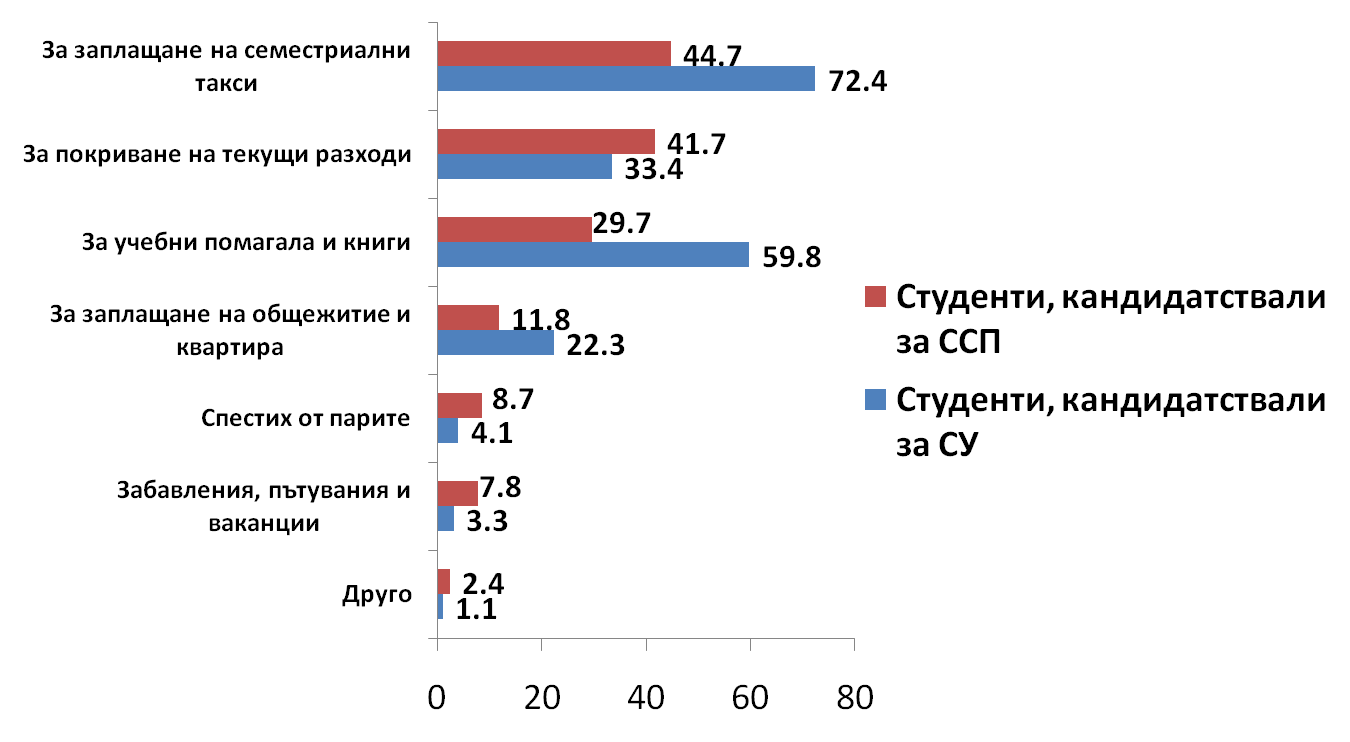 За заплащане на семестриални
такси
44.7
72.4
За покриване на текущи разходи
41.7
33.4
За учебни помагала и книги
29.7
59.8
За заплащане на общежитие и
квартира
11.8
22.3
Спестих от парите
8.7
4.1
Забавления, пътувания и
ваканции
7.8
3.3
Друго
2.4
1.1
0 20 40 60 80
Студенти, кандидатствали
за ССП
Студенти, кандидатствали
за СУ